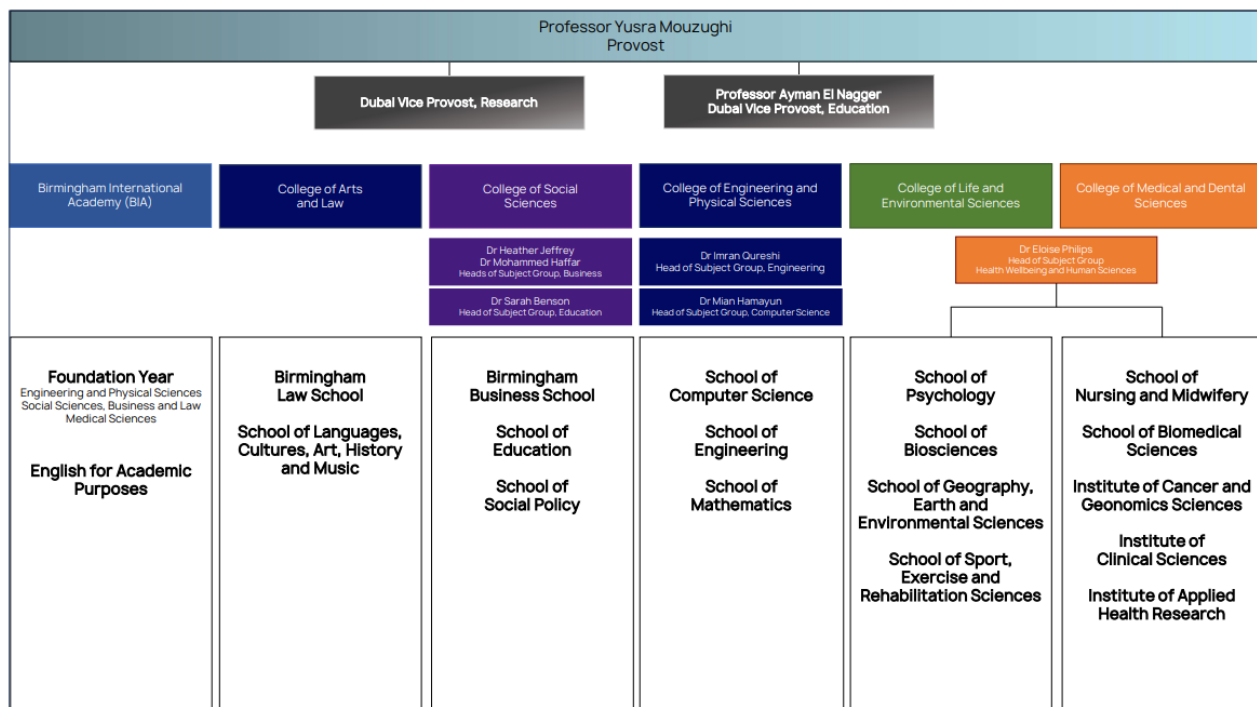 Professor Yusra Mouzughi
Provost
Dubai Vice Provost, Research
Professor Ayman El Nagger
Dubai Vice Provost, Education
Birmingham International
Academy (BIA)
College of Arts
and Law
College of Social
Sciences
College of Engineering and
Physical Sciences
College of Life and
Environmental Sciences
College of Medical and Dental
Sciences
Dr Heather Jeffrey
Dr Mohammed Haffar
Heads of Subject Group, Business
Dr Sarah Benson
Head of Subject Group, Education
Dr Imran Qureshi
Head of Subject Group, Engineering
Dr Mian Hamayun
Head of Subject Group, Computer Science
Dr Eloise Philips
Head of Subject Group
Health Wellbeing and Human Sciences
Foundation Year
Engineering and Physical Sciences
Social Sciences, Business and Law
Medical Sciences
English for Academic
Purposes
Birmingham
Law School
School of Languages,
Cultures, Art, History
and Music
Birmingham
Business School
School of
Education
School of
Social Policy
School of
Computer Science
School of
Engineering
School of
Mathematics
School of
Psychology
School of
Biosciences
School of Geography,
Earth and
Environmental Sciences
School of Sport,
Exercise and
Rehabilitation Sciences
School of
Nursing and Midwifery
School of Biomedical
Sciences
Institute of Cancer and
Geonomics Sciences
Institute of
Clinical Sciences
Institute of Applied
Health Research